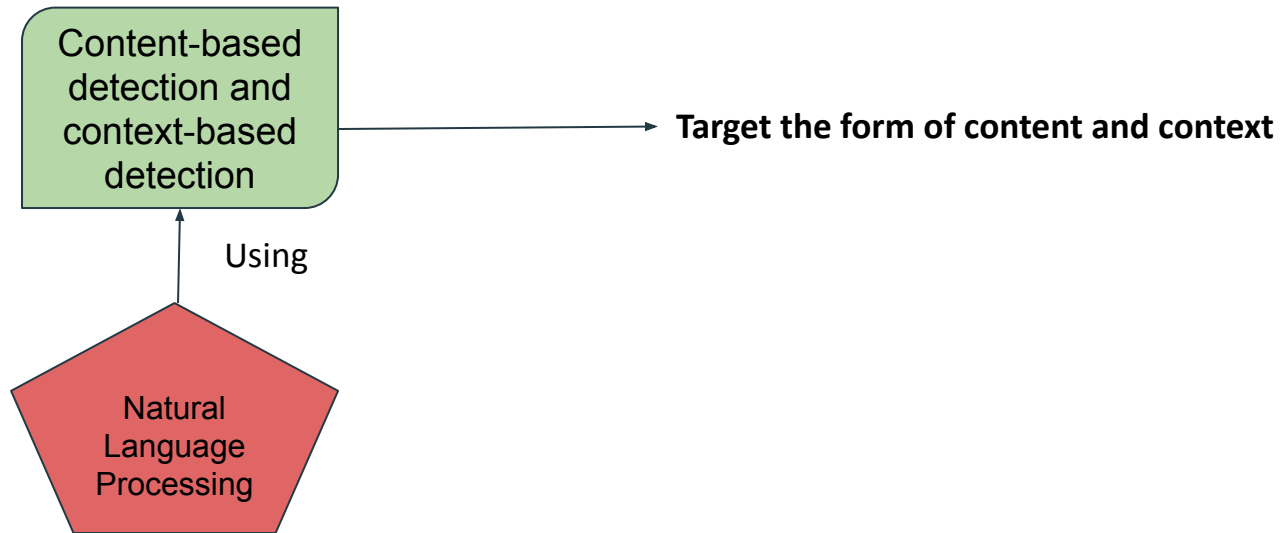 Content-based
detection and
context-based
detection
Target the form of content and context
Using
Natural
Language
Processing